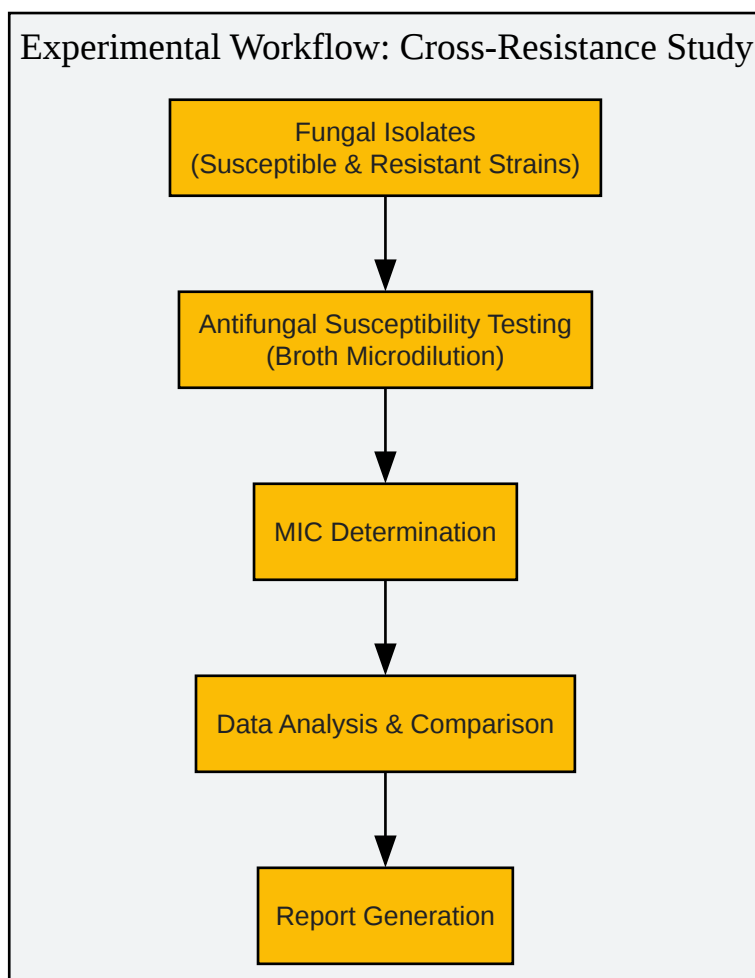 Experimental Workflow: Cross-Resistance Study
Fungal Isolates
(Susceptible & Resistant Strains)
Antifungal Susceptibility Testing
(Broth Microdilution)
MIC Determination
Data Analysis & Comparison
Report Generation